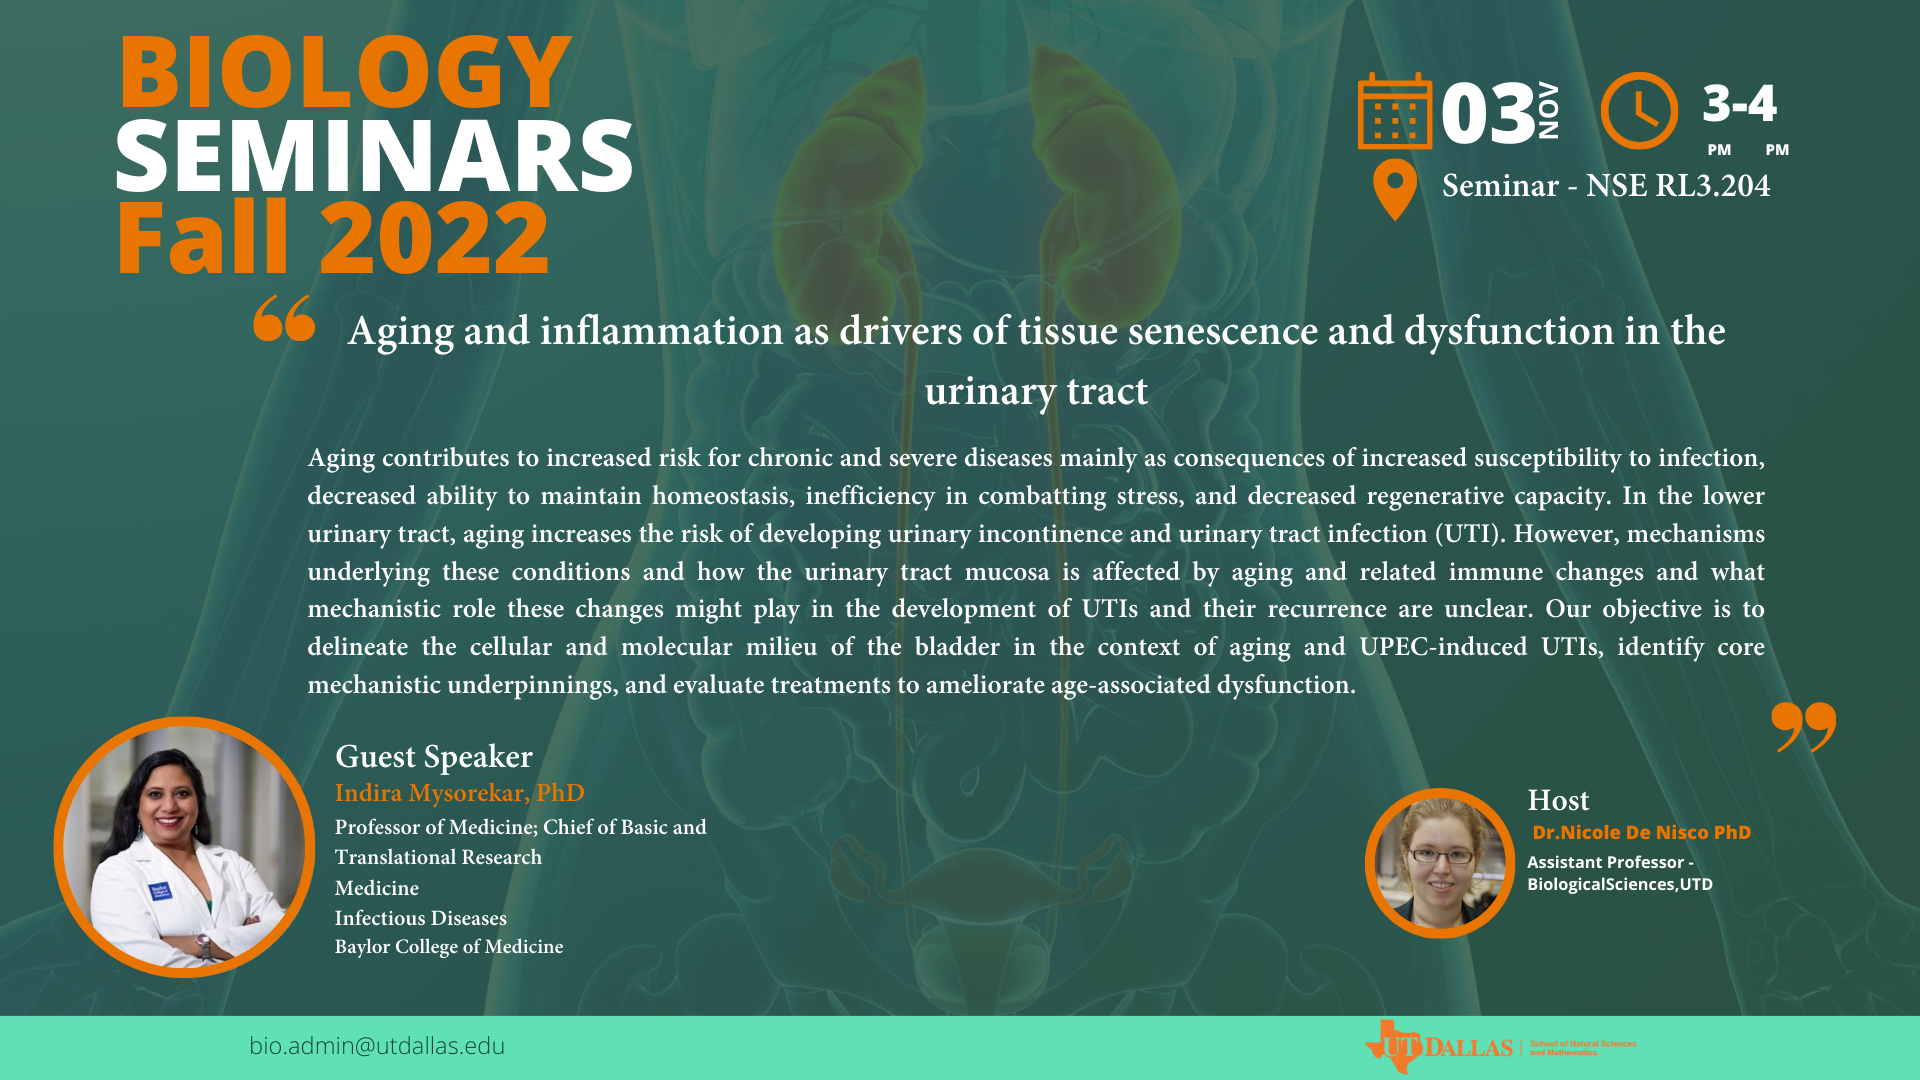 BIOLOGY
SEMINARS
Fall 2022
03 NOV
3-4
PM PM
Seminar - NSE RL3.204
“ Aging and inflammation as drivers of tissue senescence and dysfunction in the
urinary tract
Aging contributes to increased risk for chronic and severe diseases mainly as consequences of increased susceptibility to infection,
decreased ability to maintain homeostasis, inefficiency in combatting stress, and decreased regenerative capacity. In the lower
urinary tract, aging increases the risk of developing urinary incontinence and urinary tract infection (UTI). However, mechanisms
underlying these conditions and how the urinary tract mucosa is affected by aging and related immune changes and what
mechanistic role these changes might play in the development of UTIs and their recurrence are unclear. Our objective is to
delineate the cellular and molecular milieu of the bladder in the context of aging and UPEC-induced UTIs, identify core
mechanistic underpinnings, and evaluate treatments to ameliorate age-associated dysfunction.
”
Guest Speaker
Indira Mysorekar, PhD
Professor of Medicine; Chief of Basic and
Translational Research
Medicine
Infectious Diseases
Baylor College of Medicine
Host
Dr.Nicole De Nisco PhD
Assistant Professor -
BiologicalSciences,UTD
bio.admin@utdallas.edu
UT DALLAS
School of Natural Sciences
and Mathematics